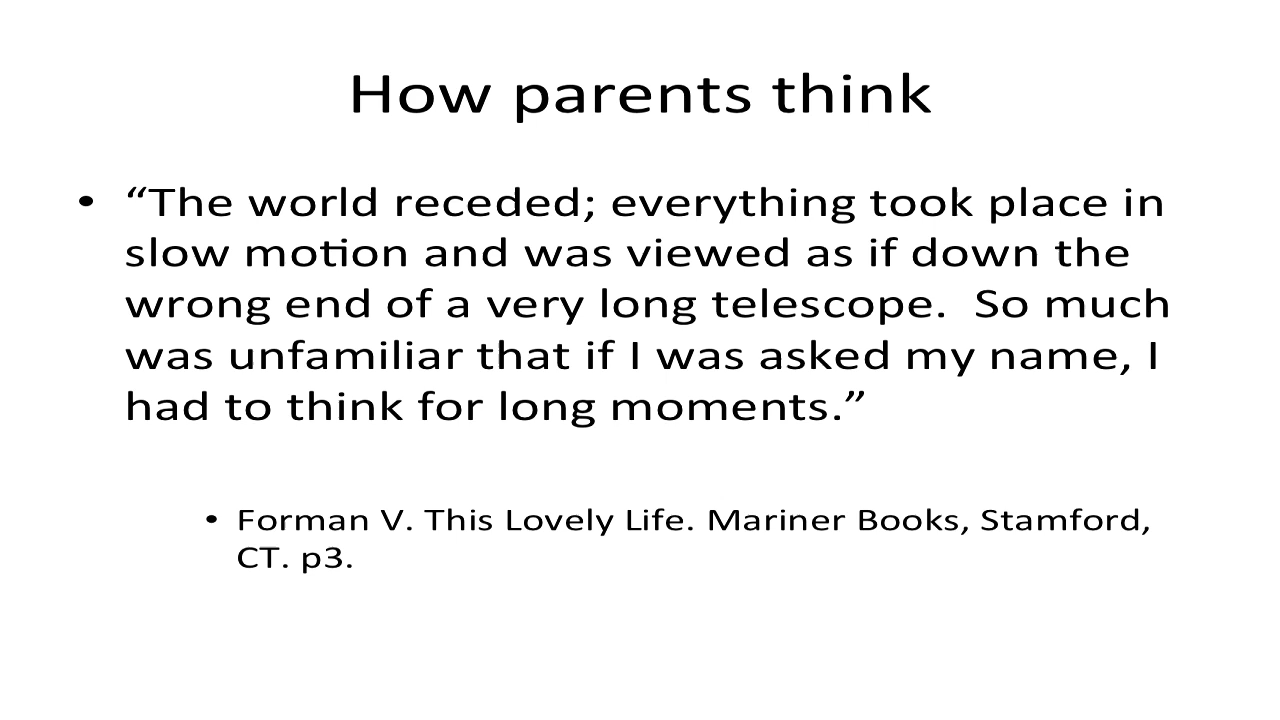 How parents think
• “The world receded; everything took place in
slow motion and was viewed as if down the
wrong end of a very long telescope.  So much
was unfamiliar that if I was asked my name, I
had to think for long moments.”
• Forman V. This Lovely Life. Mariner Books, Stamford,
CT. p3.